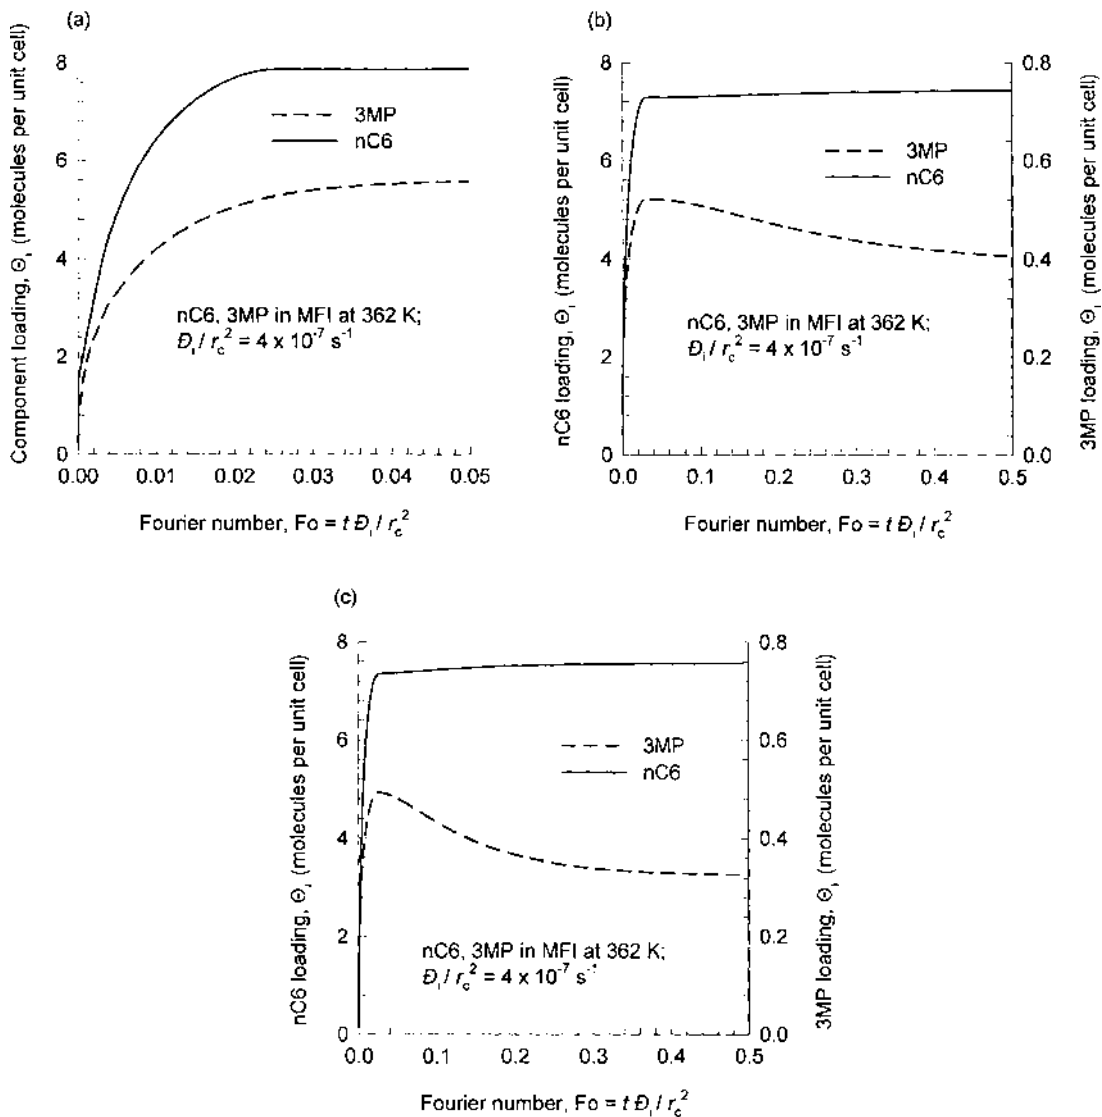 (a)
Component loading, Θᵢ (molecules per unit cell)
8
6
4
2
0
3MP
nC6
nC6, 3MP in MFI at 362 K;
Đᵢ / r_c² = 4 x 10⁻⁷ s⁻¹
0.00 0.01 0.02 0.03 0.04 0.05
Fourier number, Fo = t Đᵢ / r_c²
(b)
nC6 loading, Θᵢ (molecules per unit cell)
8
6
4
2
0
3MP
nC6
nC6, 3MP in MFI at 362 K;
Đᵢ / r_c² = 4 x 10⁻⁷ s⁻¹
0.8
0.6
0.4
0.2
0.0
3MP loading, Θᵢ (molecules per unit cell)
0.0 0.1 0.2 0.3 0.4 0.5
Fourier number, Fo = t Đᵢ / r_c²
(c)
nC6 loading, Θᵢ (molecules per unit cell)
8
6
4
2
0
3MP
nC6
nC6, 3MP in MFI at 362 K;
Đᵢ / r_c² = 4 x 10⁻⁷ s⁻¹
0.8
0.6
0.4
0.2
0.0
3MP loading, Θᵢ (molecules per unit cell)
0.0 0.1 0.2 0.3 0.4 0.5
Fourier number, Fo = t Đᵢ / r_c²